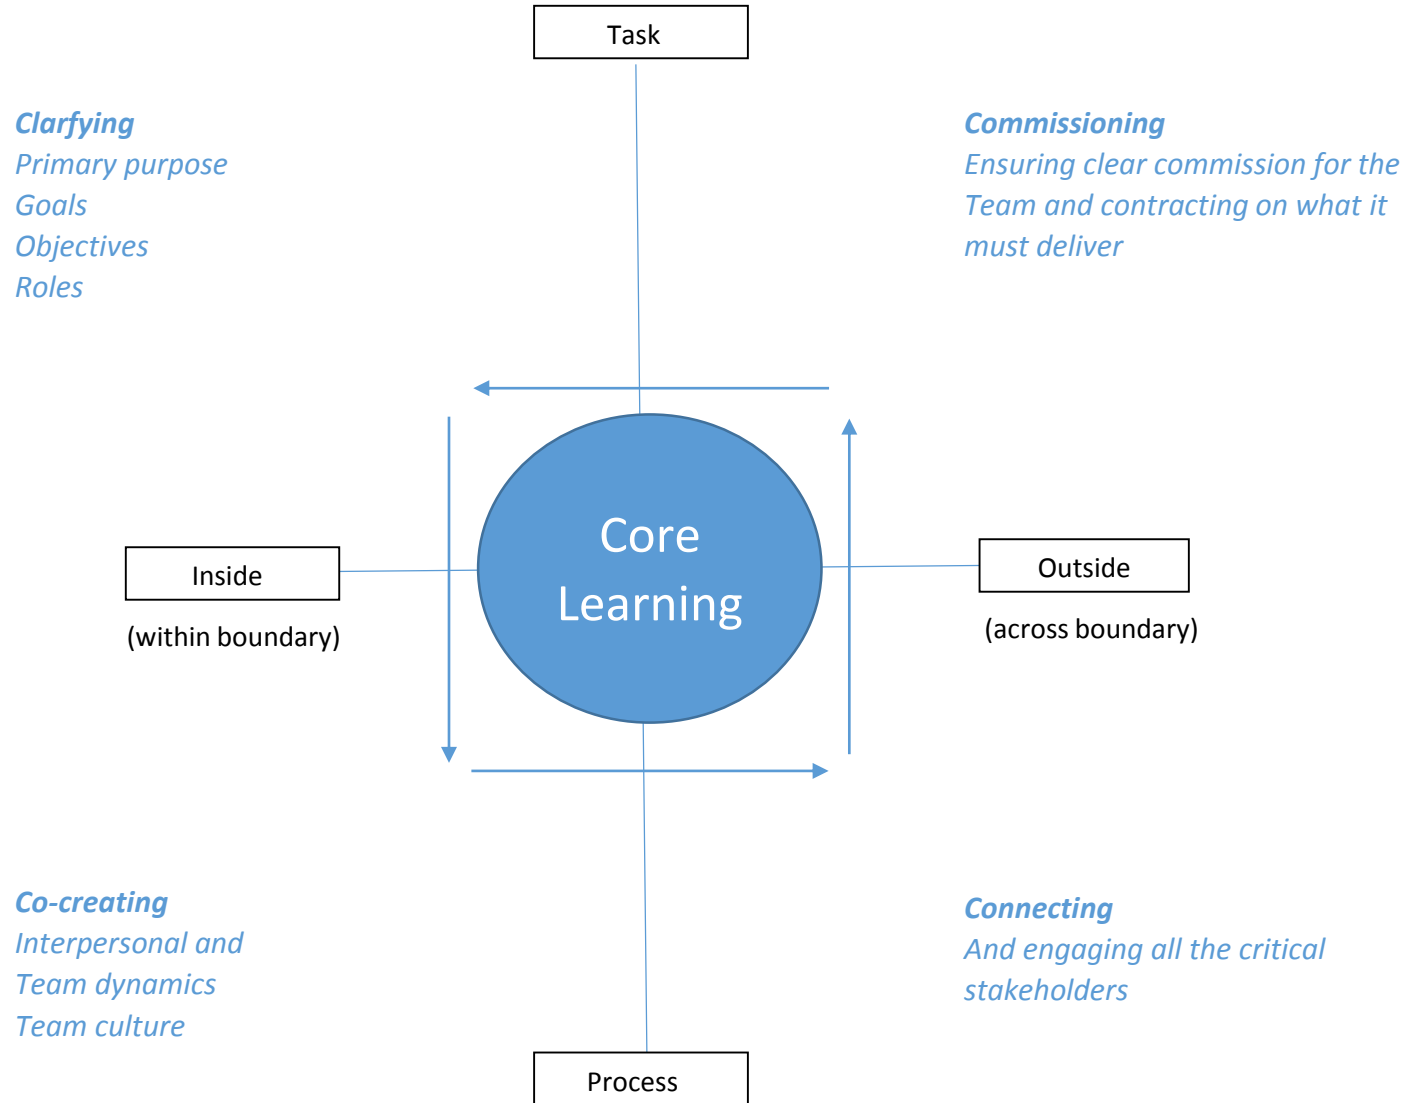 Task
Clarfying
Primary purpose
Goals
Objectives
Roles
Commissioning
Ensuring clear commission for the
Team and contracting on what it
must deliver
Core
Learning
Inside
(within boundary)
Outside
(across boundary)
Co-creating
Interpersonal and
Team dynamics
Team culture
Connecting
And engaging all the critical
stakeholders
Process